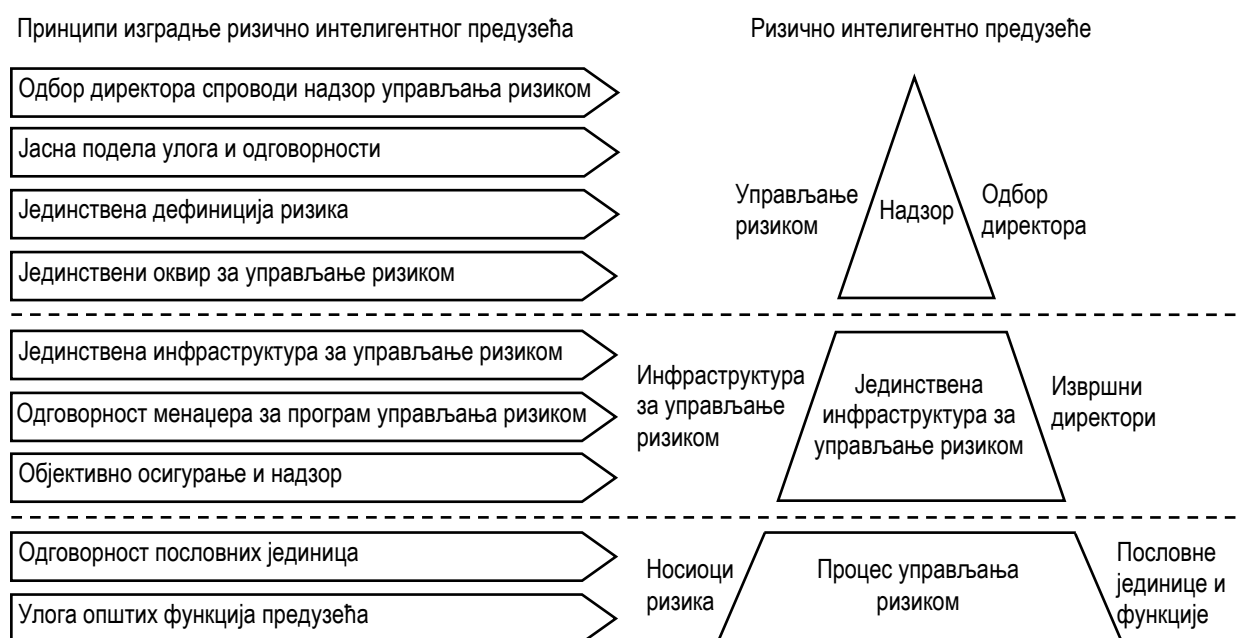 Принципи изградње ризично интелигентног предузећа
Ризично интелигентно предузеће
Одбор директора спроводи надзор управљања ризиком
Јасна подела улога и одговорности
Јединствена дефиниција ризика
Јединствени оквир за управљање ризиком
Управљање
ризиком
Надзор
Одбор
директора
Јединствена инфраструктура за управљање ризиком
Одговорност менаџера за програм управљања ризиком
Објективно осигурање и надзор
Инфраструктура
за управљање
ризиком
Јединствена
инфраструктура за
управљање ризиком
Извршни
директори
Одговорност пословних јединица
Улога општих функција предузећа
Носиоци
ризика
Процес управљања
ризиком
Пословне
јединице и
функције